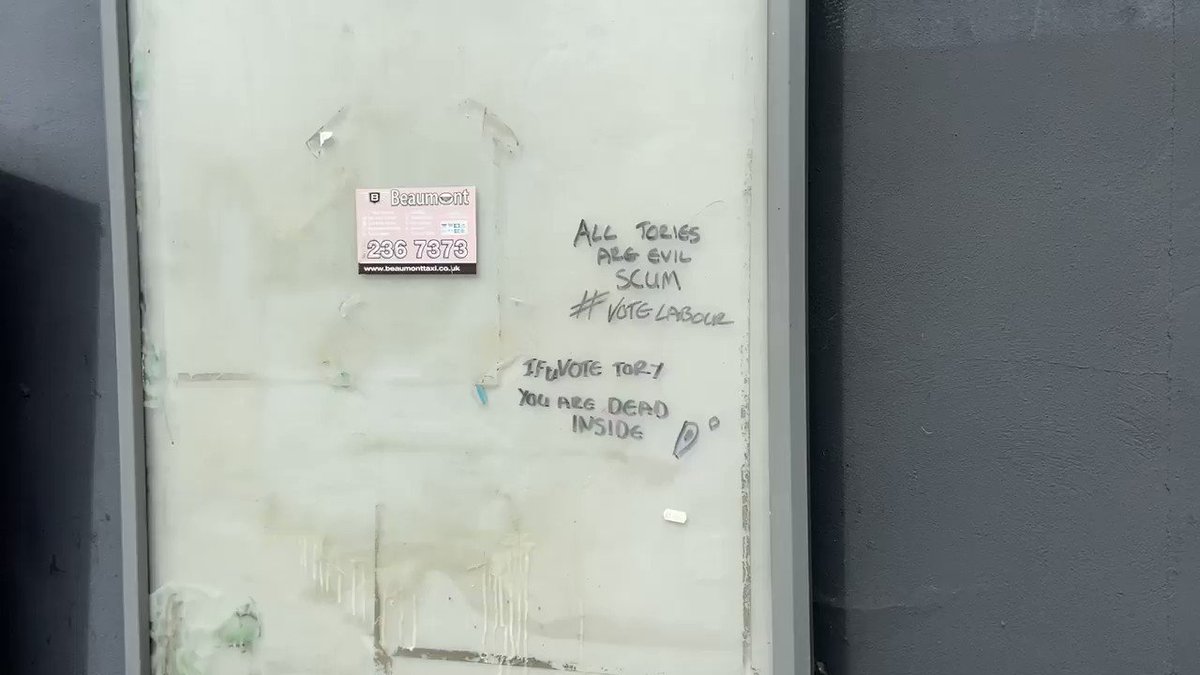 B Beaumont
236 7373
www.beaumonttaxi.co.uk
ALL TORIES
ARE EVIL
SCUM
#VOTE LABOUR
IF U VOTE TORY
YOU ARE DEAD
INSIDE